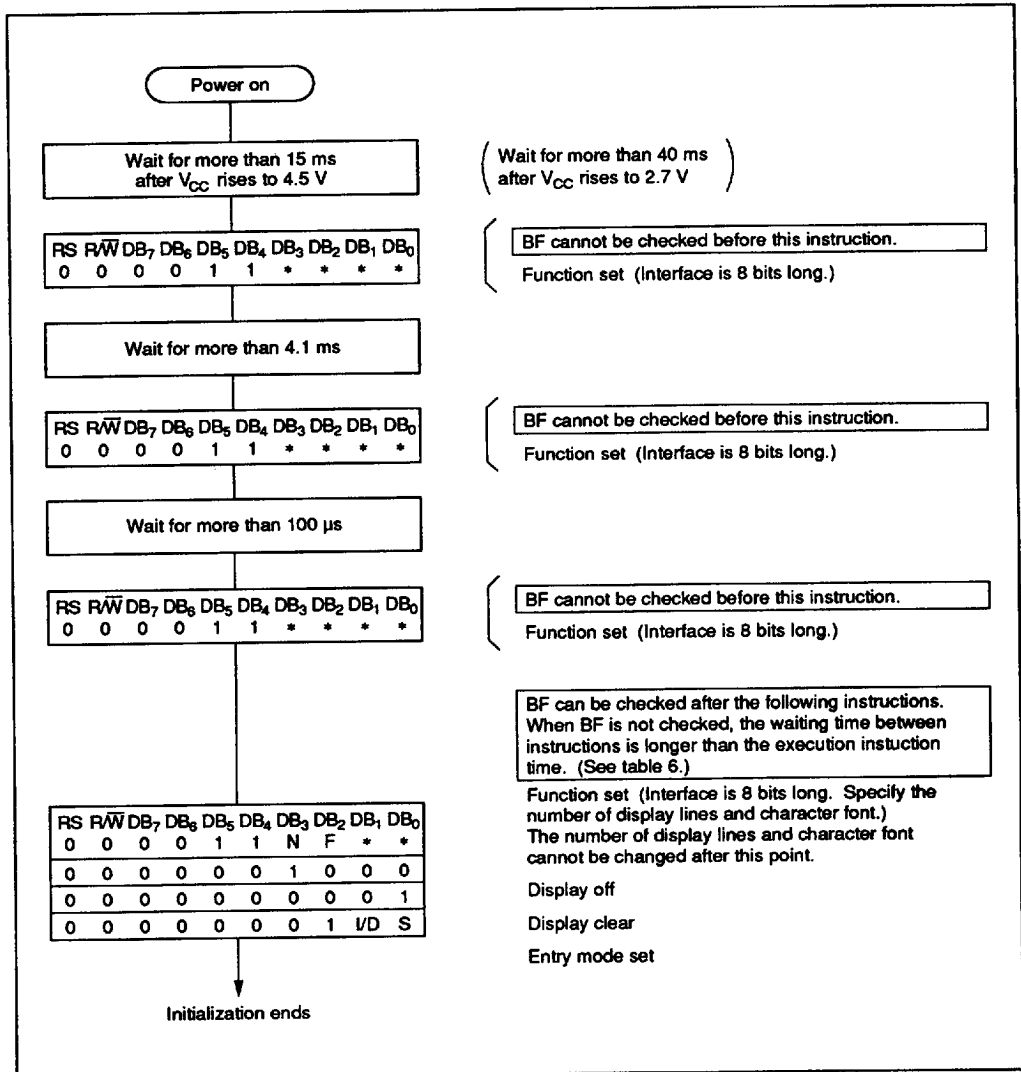 Power on
Wait for more than 15 ms
after VCC rises to 4.5 V
Wait for more than 40 ms
after VCC rises to 2.7 V
RS R/W̅ DB7 DB6 DB5 DB4 DB3 DB2 DB1 DB0
0 0 0 0 1 1 * * * *
BF cannot be checked before this instruction.
Function set (Interface is 8 bits long.)
Wait for more than 4.1 ms
RS R/W̅ DB7 DB6 DB5 DB4 DB3 DB2 DB1 DB0
0 0 0 0 1 1 * * * *
BF cannot be checked before this instruction.
Function set (Interface is 8 bits long.)
Wait for more than 100 µs
RS R/W̅ DB7 DB6 DB5 DB4 DB3 DB2 DB1 DB0
0 0 0 0 1 1 * * * *
BF cannot be checked before this instruction.
Function set (Interface is 8 bits long.)
BF can be checked after the following instructions.
When BF is not checked, the waiting time between
instructions is longer than the execution instuction
time. (See table 6.)
RS R/W̅ DB7 DB6 DB5 DB4 DB3 DB2 DB1 DB0
0 0 0 0 1 1 N F * *
0 0 0 0 0 0 1 0 0 0
0 0 0 0 0 0 0 0 0 1
0 0 0 0 0 0 0 1 I/D S
Function set (Interface is 8 bits long. Specify the
number of display lines and character font.)
The number of display lines and character font
cannot be changed after this point.
Display off
Display clear
Entry mode set
Initialization ends